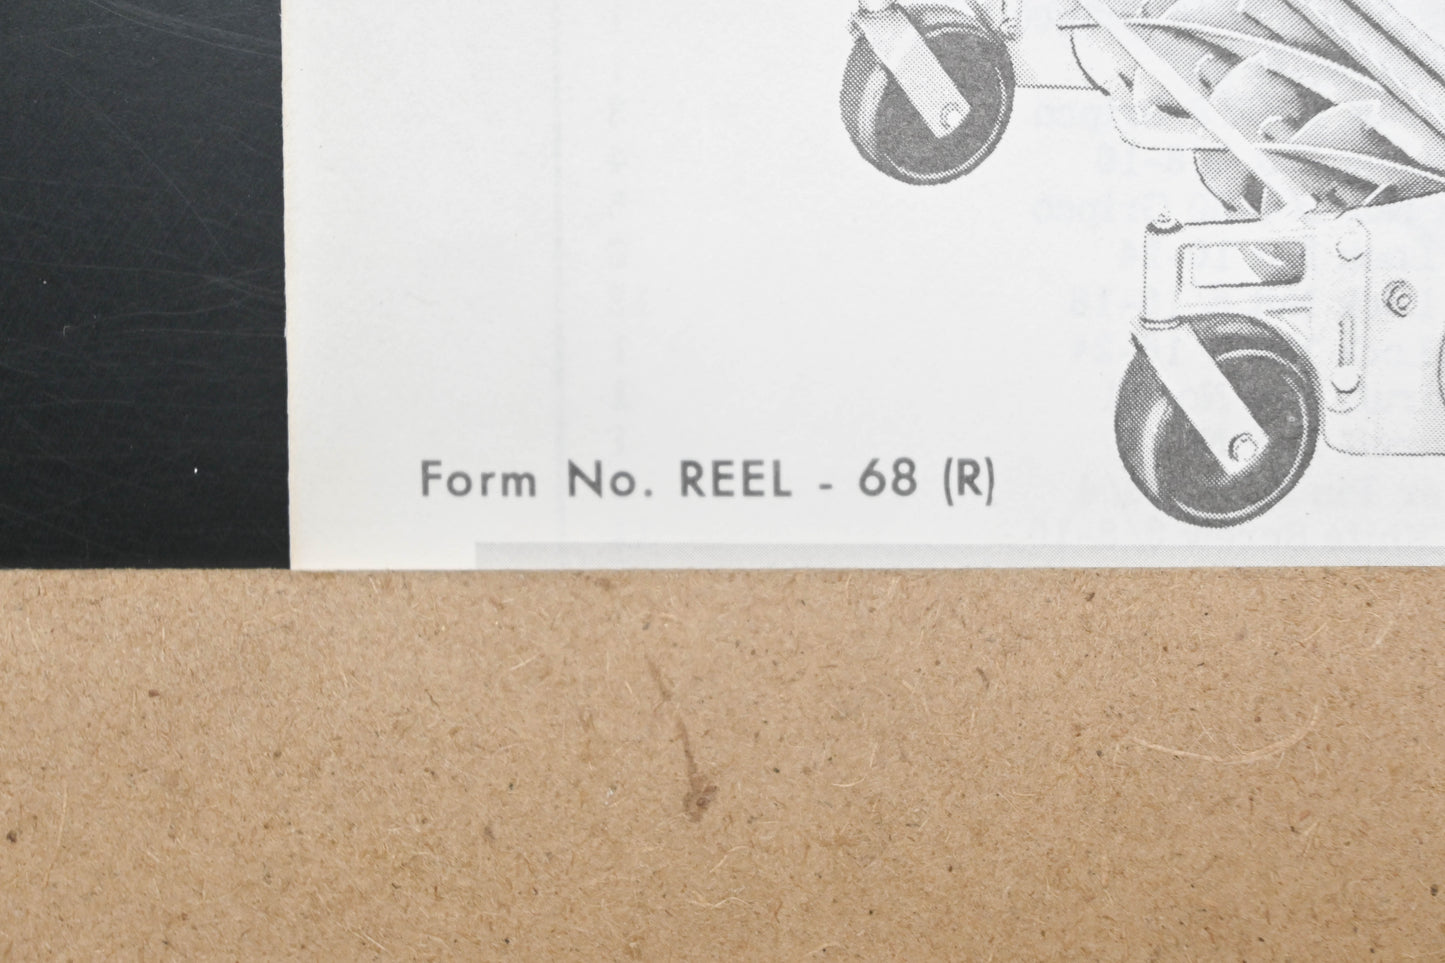 Form No. REEL - 68 (R)